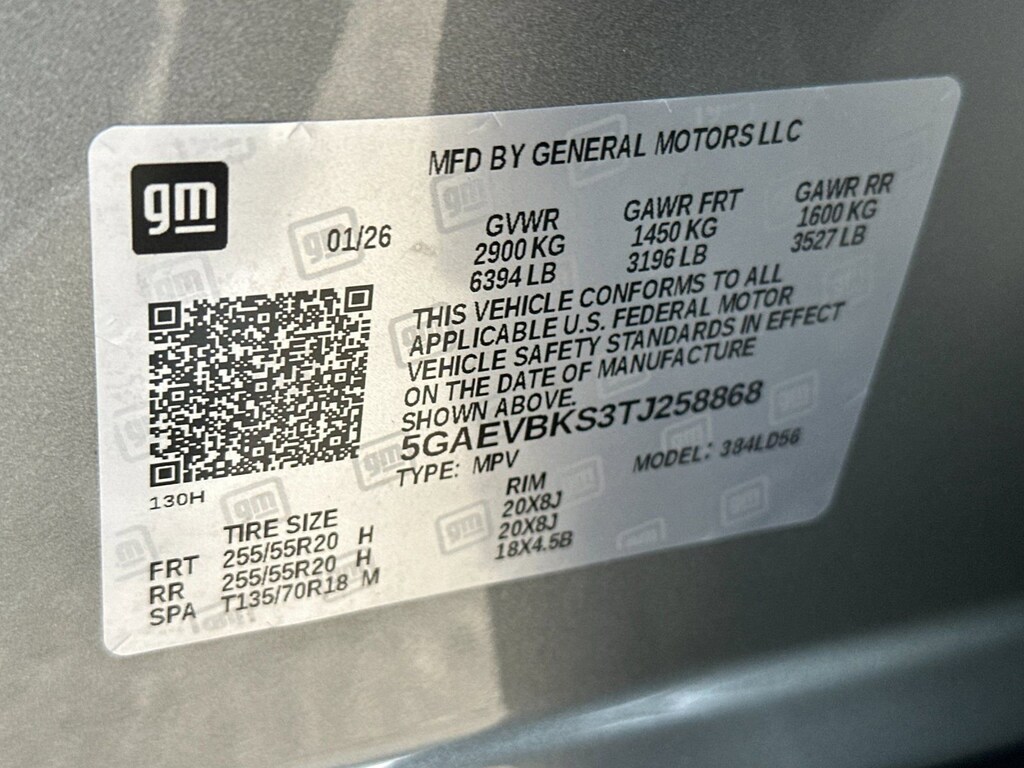 gm
MFD BY GENERAL MOTORS LLC
01/26
GVWR GAWR FRT GAWR RR
2900 KG 1450 KG 1600 KG
6394 LB 3196 LB 3527 LB
THIS VEHICLE CONFORMS TO ALL
APPLICABLE U.S. FEDERAL MOTOR
VEHICLE SAFETY STANDARDS IN EFFECT
ON THE DATE OF MANUFACTURE
SHOWN ABOVE.
5GAEVBKS3TJ258868
TYPE: MPV MODEL: 384LD56
130H
TIRE SIZE RIM
FRT 255/55R20 H 20X8J
RR 255/55R20 H 20X8J
SPA T135/70R18 M 18X4.5B